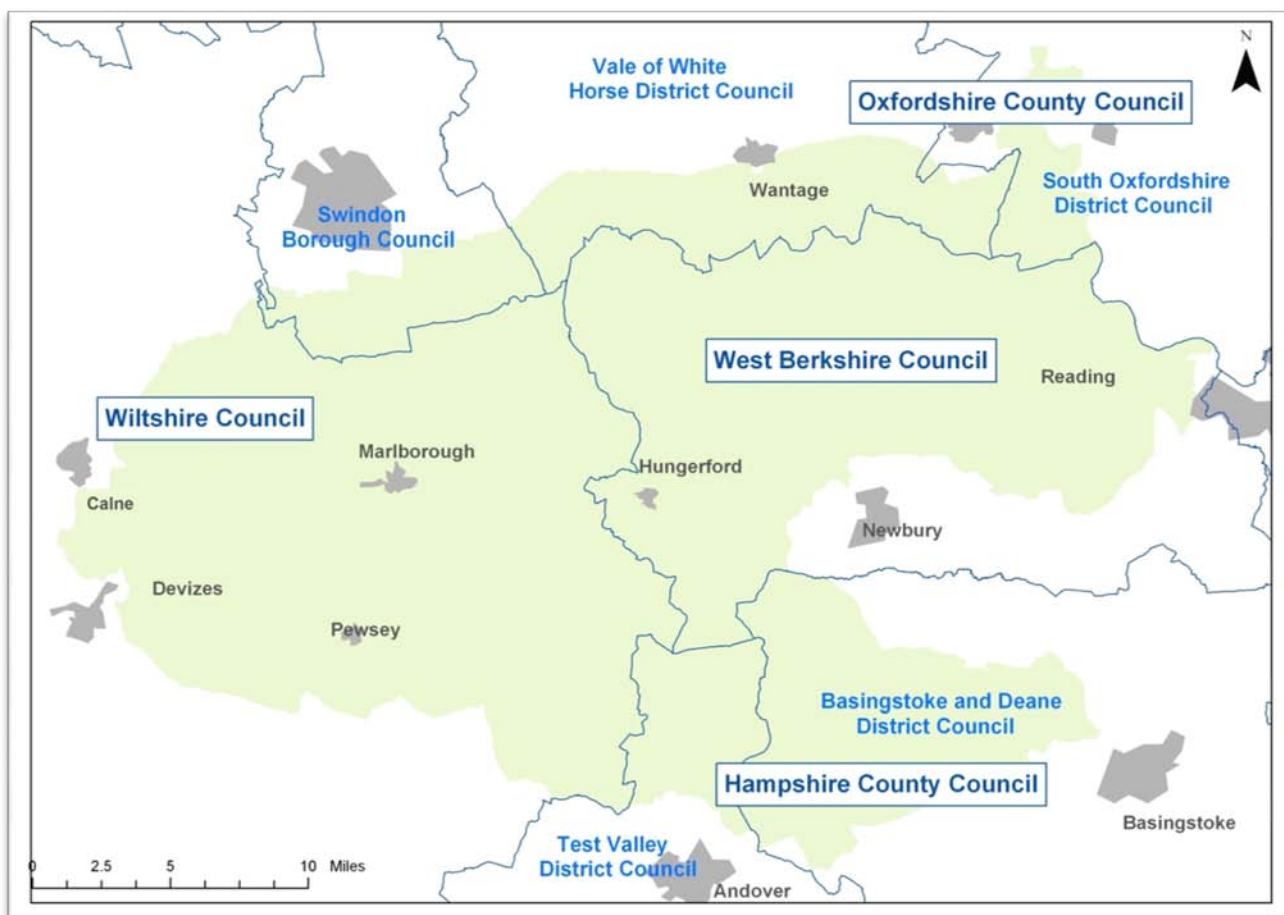 N
Vale of White
Horse District Council
Oxfordshire County Council
Wantage
South Oxfordshire
District Council
Swindon
Borough Council
West Berkshire Council
Reading
Wiltshire Council
Marlborough
Hungerford
Calne
Newbury
Devizes
Pewsey
Basingstoke and Deane
District Council
Hampshire County Council
Basingstoke
Test Valley
District Council
Andover
0 2.5 5 10 Miles